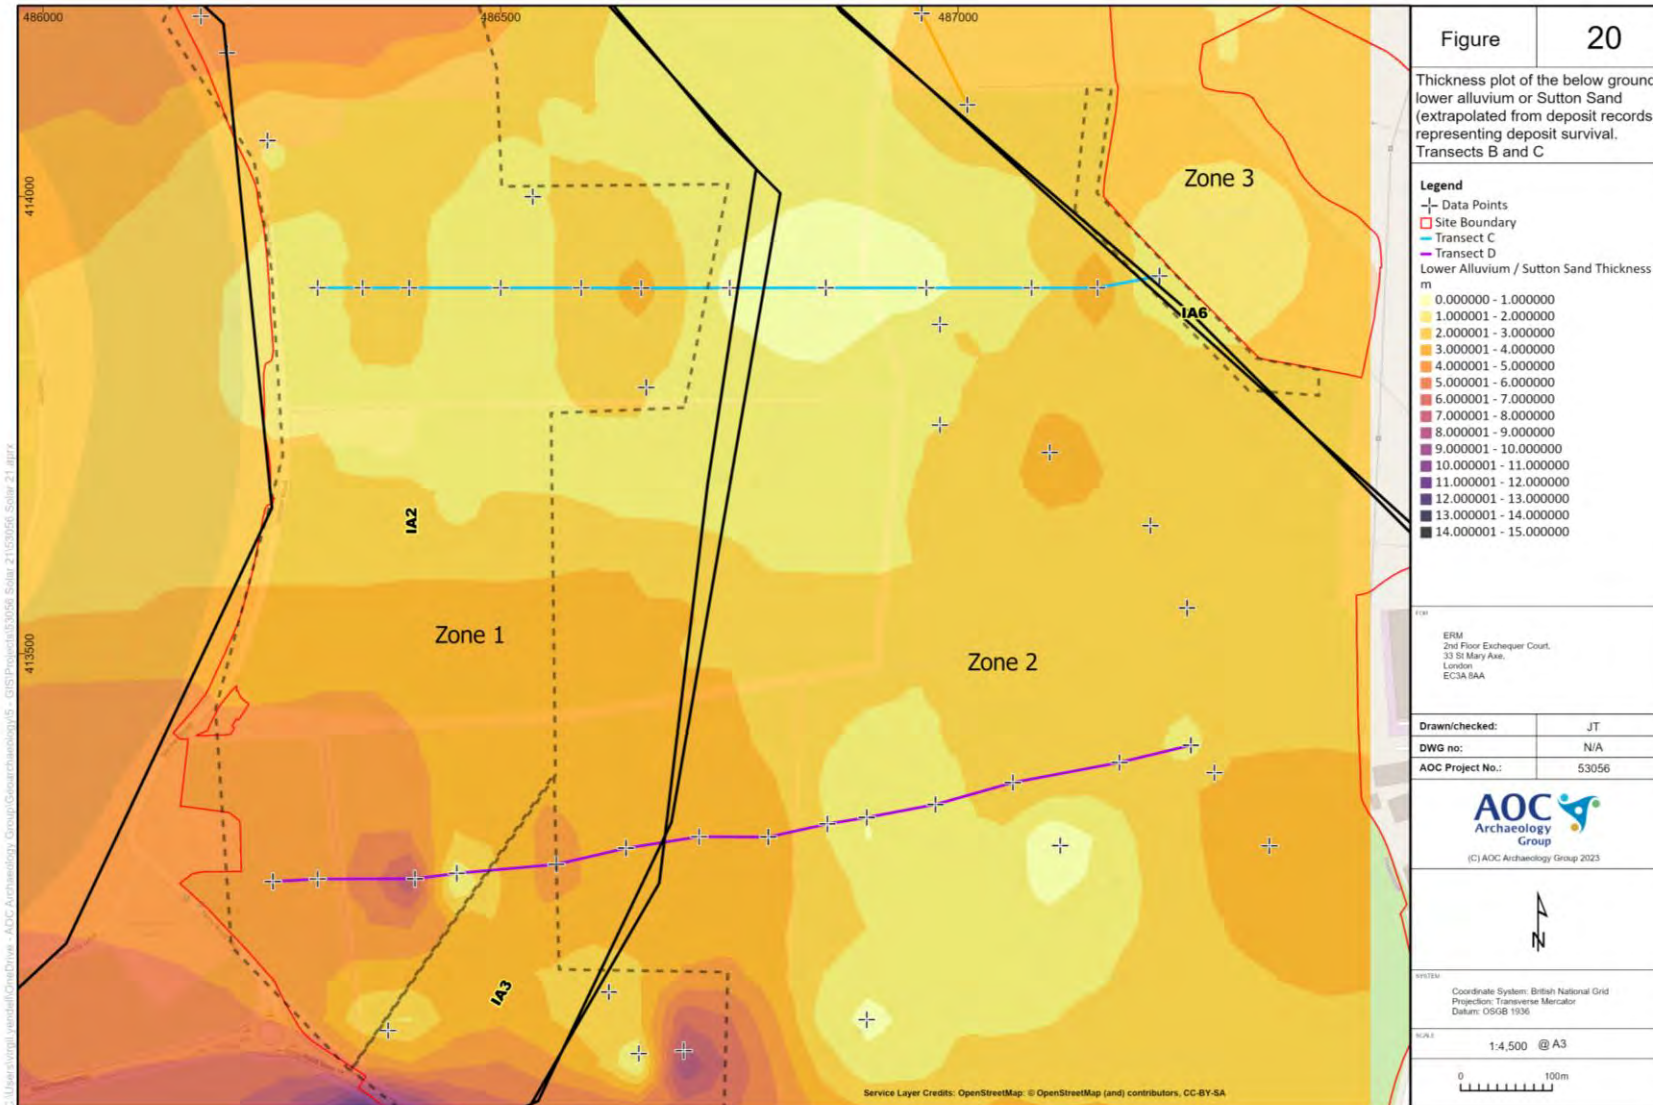 486000
486500
487000
414000
413500
Zone 3
IA6
IA2
Zone 1
Zone 2
IA3
Service Layer Credits: OpenStreetMap: © OpenStreetMap (and) contributors, CC-BY-SA
Figure
20
Thickness plot of the below ground
lower alluvium or Sutton Sand
(extrapolated from deposit records
representing deposit survival.
Transects B and C
Legend
Data Points
Site Boundary
Transect C
Transect D
Lower Alluvium / Sutton Sand Thickness
m
0.000000 - 1.000000
1.000001 - 2.000000
2.000001 - 3.000000
3.000001 - 4.000000
4.000001 - 5.000000
5.000001 - 6.000000
6.000001 - 7.000000
7.000001 - 8.000000
8.000001 - 9.000000
9.000001 - 10.000000
10.000001 - 11.000000
11.000001 - 12.000000
12.000001 - 13.000000
13.000001 - 14.000000
14.000001 - 15.000000
FOR
ERM
2nd Floor Exchequer Court,
33 St Mary Axe,
London
EC3A 8AA
Drawn/checked:
JT
DWG no:
N/A
AOC Project No.:
53056
AOC
Archaeology
Group
(C) AOC Archaeology Group 2023
N
SYSTEM
Coordinate System: British National Grid
Projection: Transverse Mercator
Datum: OSGB 1936
SCALE
1:4,500 @ A3
0
100m